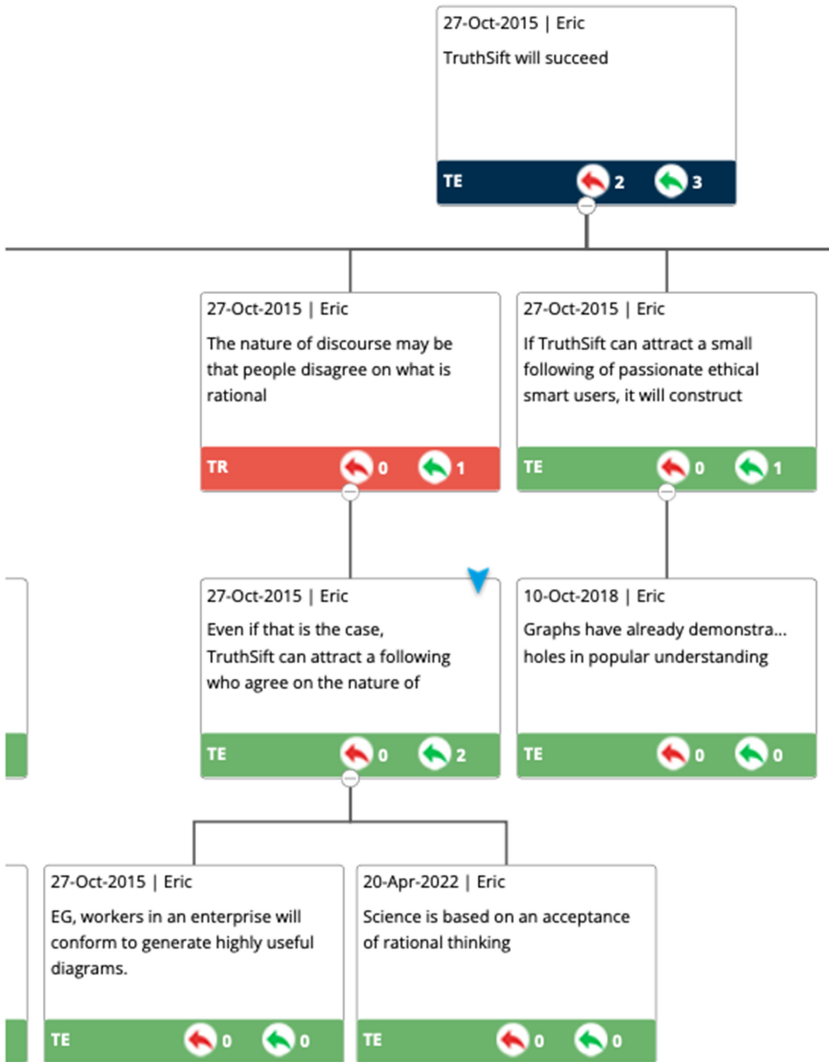 27-Oct-2015 | Eric
TruthSift will succeed
TE 2 3
27-Oct-2015 | Eric
The nature of discourse may be
that people disagree on what is
rational
TR 0 1
27-Oct-2015 | Eric
If TruthSift can attract a small
following of passionate ethical
smart users, it will construct
TE 0 1
27-Oct-2015 | Eric
Even if that is the case,
TruthSift can attract a following
who agree on the nature of
TE 0 2
10-Oct-2018 | Eric
Graphs have already demonstra...
holes in popular understanding
TE 0 0
27-Oct-2015 | Eric
EG, workers in an enterprise will
conform to generate highly useful
diagrams.
TE 0 0
20-Apr-2022 | Eric
Science is based on an acceptance
of rational thinking
TE 0 0